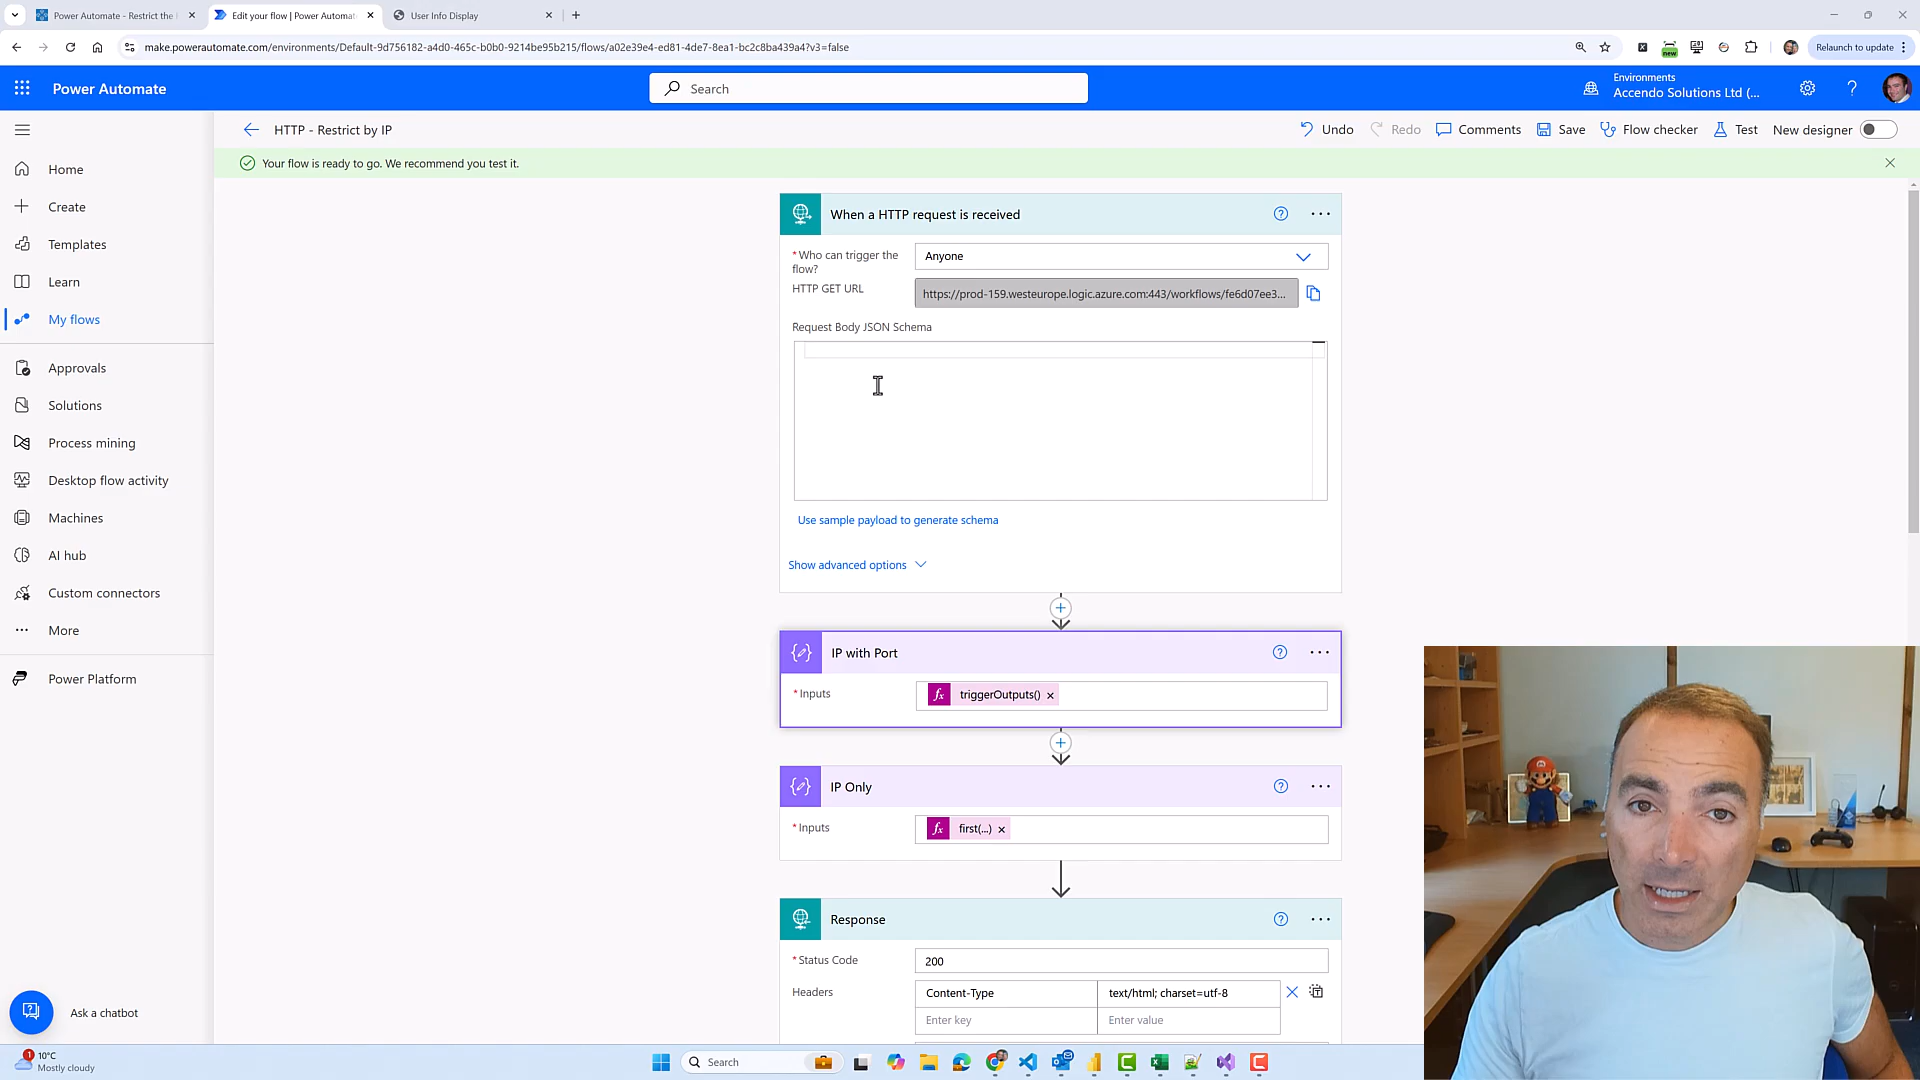 Power Automate - Restrict the
Edit your flow | Power Automate
User Info Display
make.powerautomate.com/environments/Default-9d756182-a4d0-465c-b0b0-9214be95b215/flows/a02e39e4-ed81-4de7-8ea1-bc2c8ba439a4?v3=false
new
Relaunch to update
Power Automate
Search
Environments
Accendo Solutions Ltd (...
HTTP - Restrict by IP
Undo
Redo
Comments
Save
Flow checker
Test
New designer
Your flow is ready to go. We recommend you test it.
Home
Create
Templates
Learn
My flows
Approvals
Solutions
Process mining
Desktop flow activity
Machines
AI hub
Custom connectors
More
Power Platform
Ask a chatbot
When a HTTP request is received
* Who can trigger the flow?
Anyone
HTTP GET URL
https://prod-159.westeurope.logic.azure.com:443/workflows/fe6d07ee3...
Request Body JSON Schema
Use sample payload to generate schema
Show advanced options
IP with Port
* Inputs
fx triggerOutputs() ×
IP Only
* Inputs
fx first(...) ×
Response
* Status Code
200
Headers
Content-Type
text/html; charset=utf-8
Enter key
Enter value
1
10°C
Mostly cloudy
Search